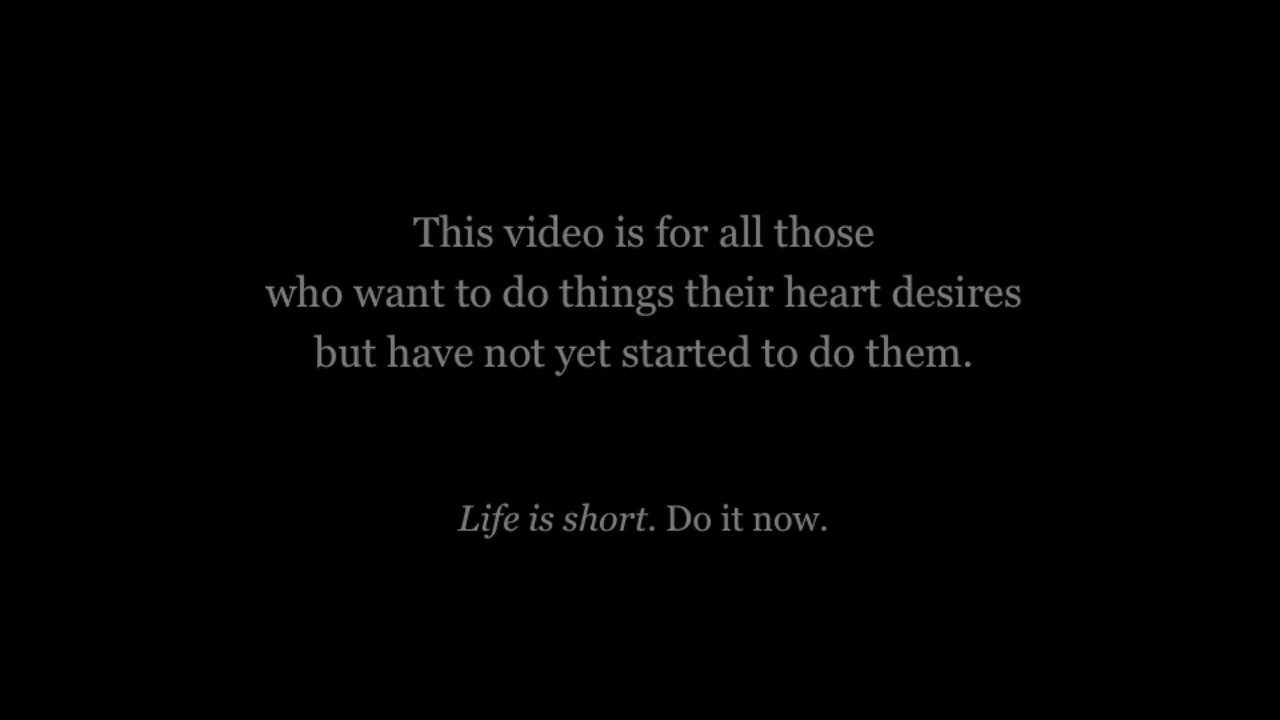 This video is for all those
who want to do things their heart desires
but have not yet started to do them.
Life is short. Do it now.